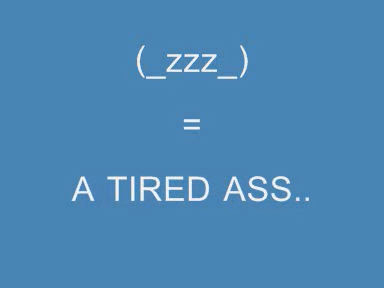 (_zzz_)
=
A TIRED ASS..